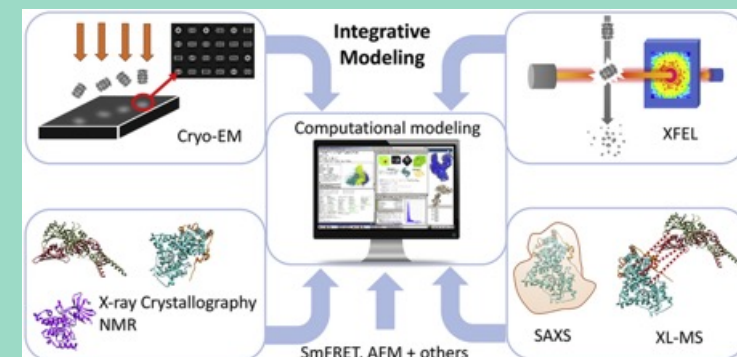 Integrative
Modeling
Cryo-EM
Computational modeling
XFEL
X-ray Crystallography
NMR
SAXS
XL-MS
SmFRET, AFM + others